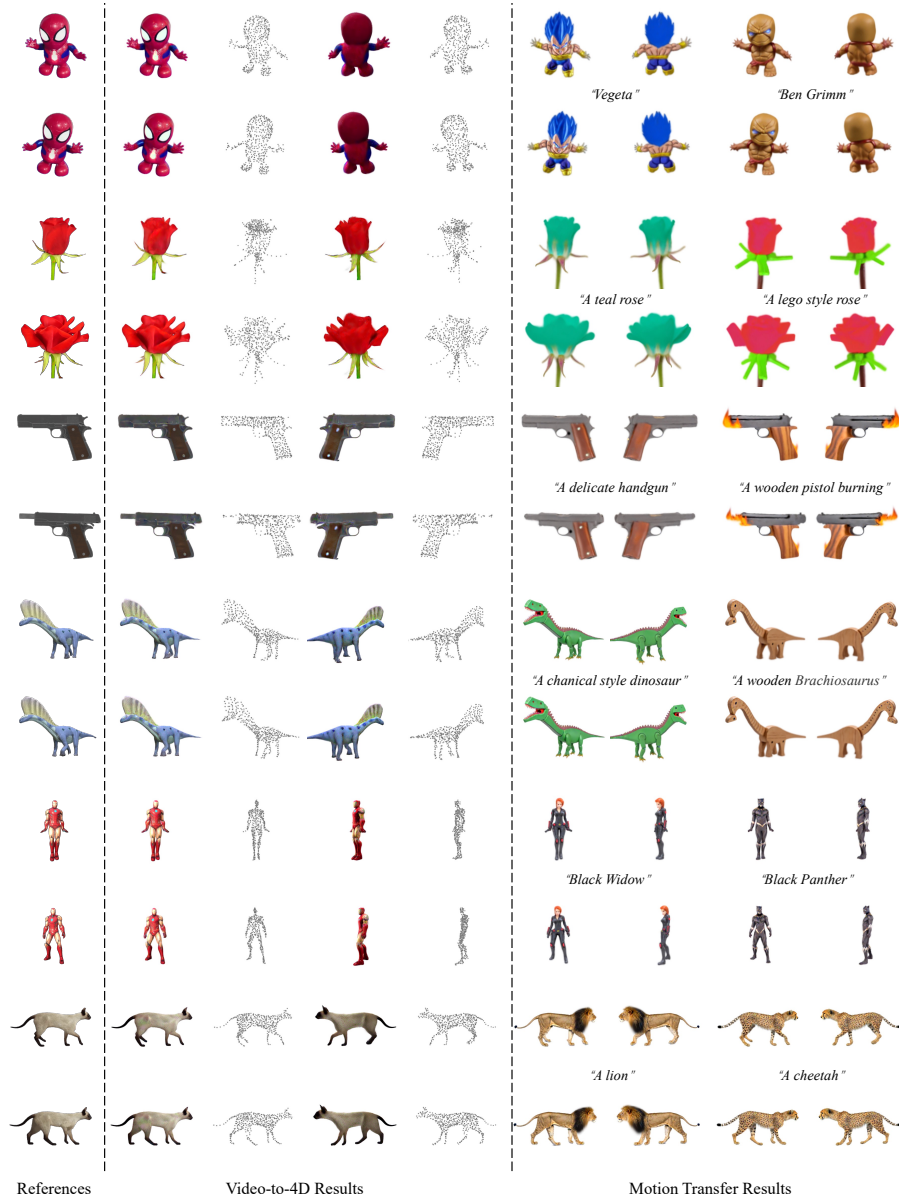 “Vegeta”
“Ben Grimm”
“A teal rose”
“A lego style rose”
“A delicate handgun”
“A wooden pistol burning”
“A chanical style dinosaur”
“A wooden Brachiosaurus”
“Black Widow”
“Black Panther”
“A lion”
“A cheetah”
References
Video-to-4D Results
Motion Transfer Results